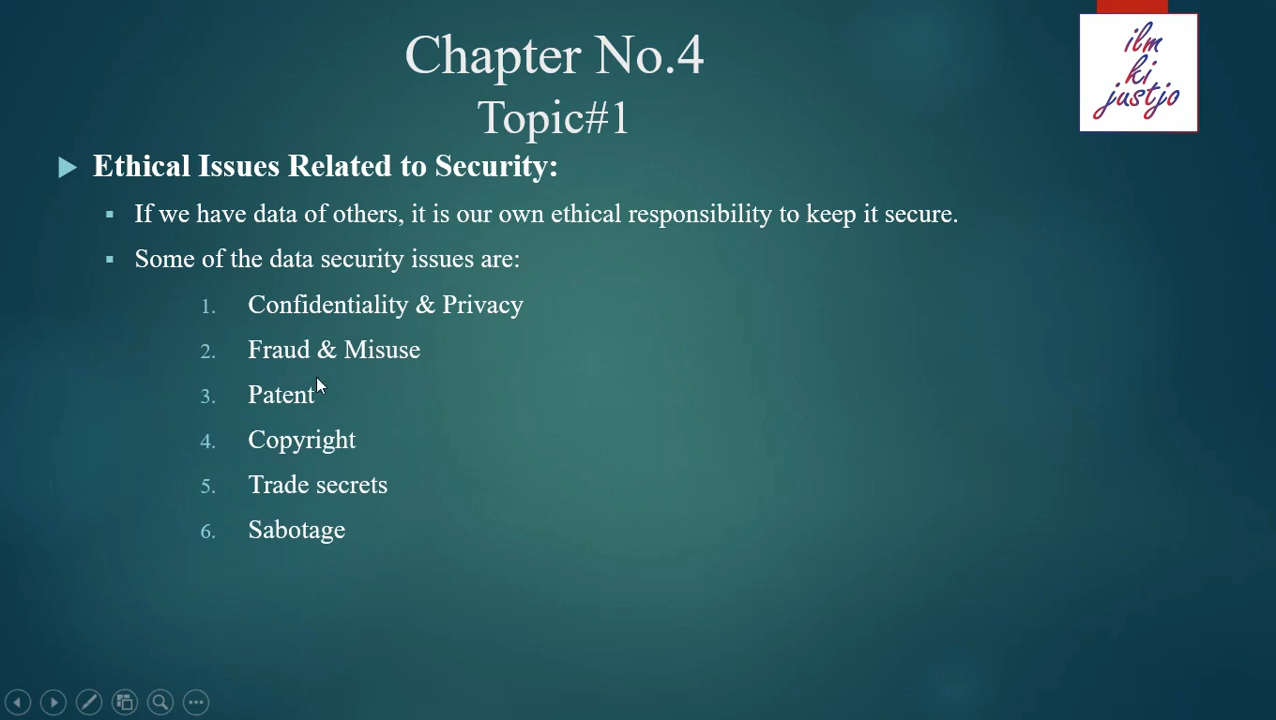 Chapter No.4
Topic#1
ilm
ki
justjo
Ethical Issues Related to Security:
If we have data of others, it is our own ethical responsibility to keep it secure.
Some of the data security issues are:
1. Confidentiality & Privacy
2. Fraud & Misuse
3. Patent
4. Copyright
5. Trade secrets
6. Sabotage